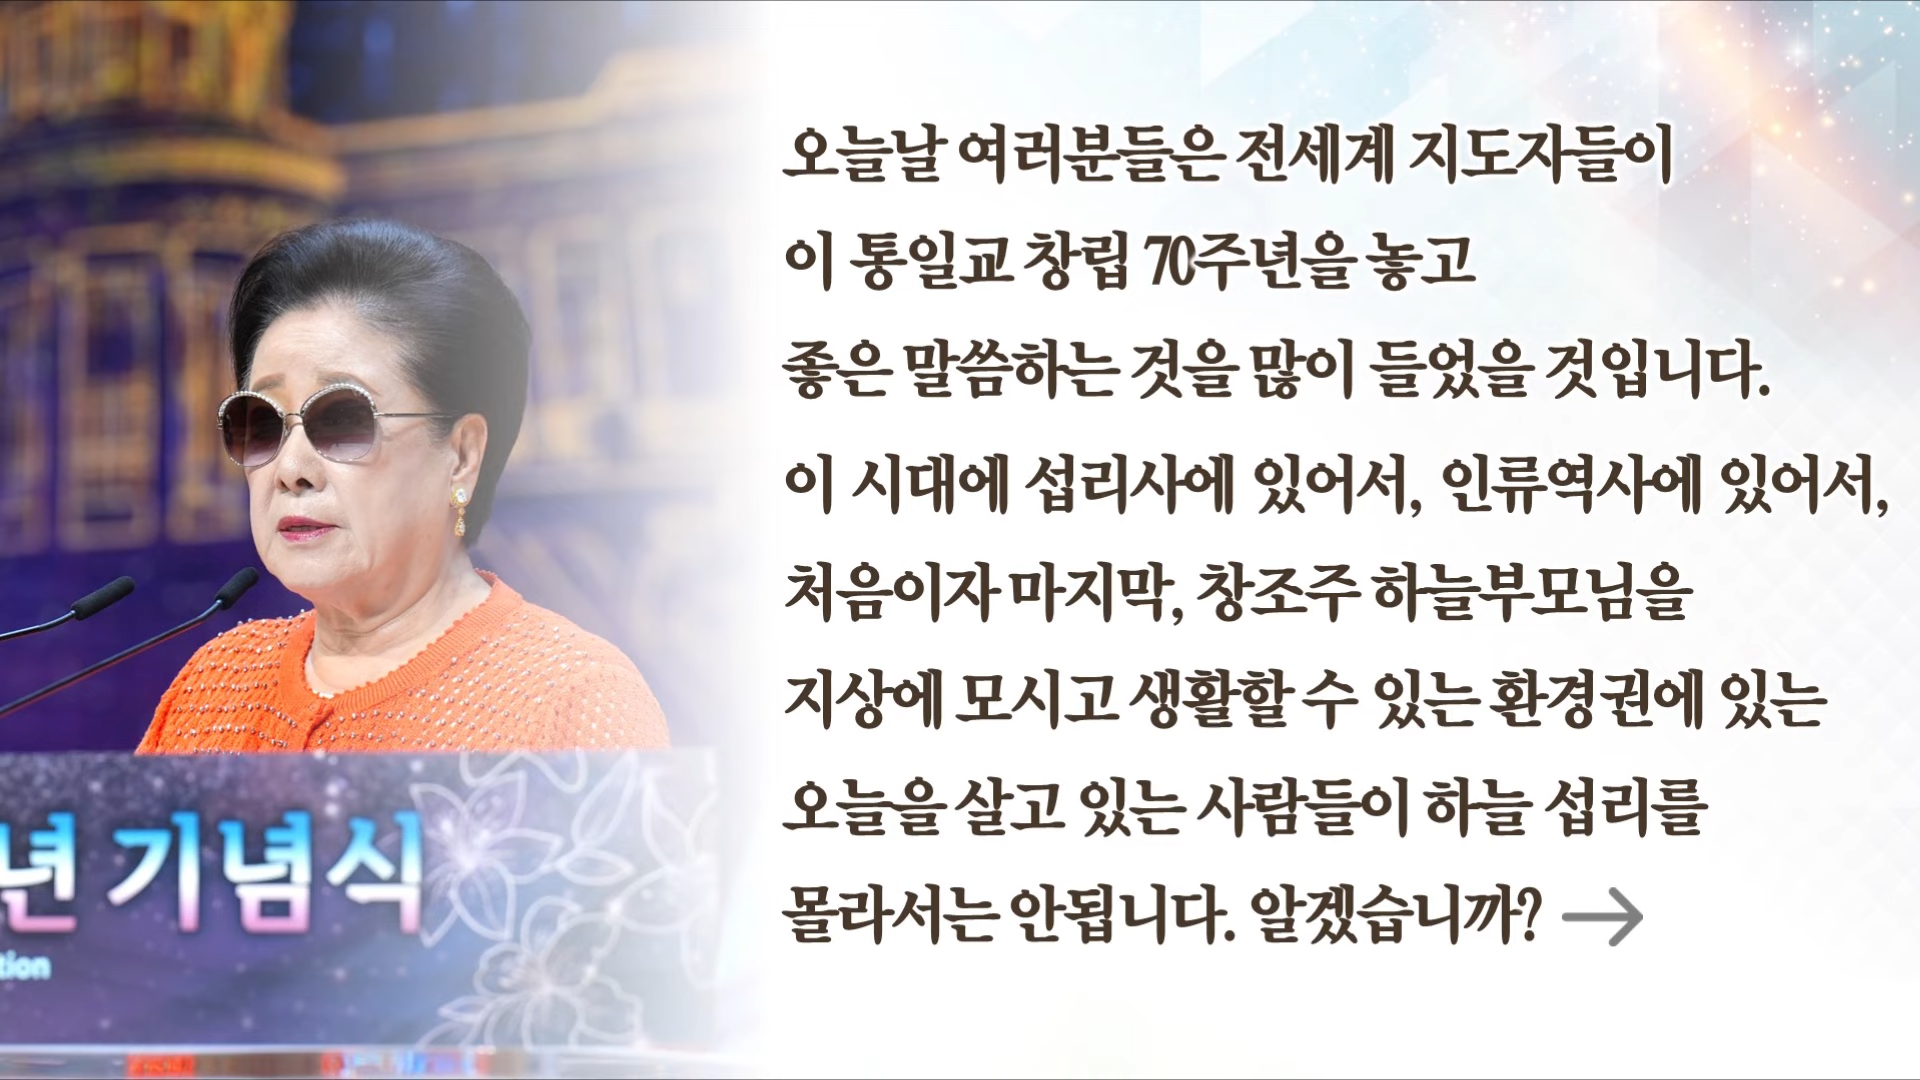 오늘날 여러분들은 전세계 지도자들이
이 통일교 창립 70주년을 놓고
좋은 말씀하는 것을 많이 들었을 것입니다.
이 시대에 섭리사에 있어서, 인류역사에 있어서,
처음이자 마지막, 창조주 하늘부모님을
지상에 모시고 생활할 수 있는 환경권에 있는
오늘을 살고 있는 사람들이 하늘 섭리를
몰라서는 안됩니다. 알겠습니까? →
년 기념식
tion